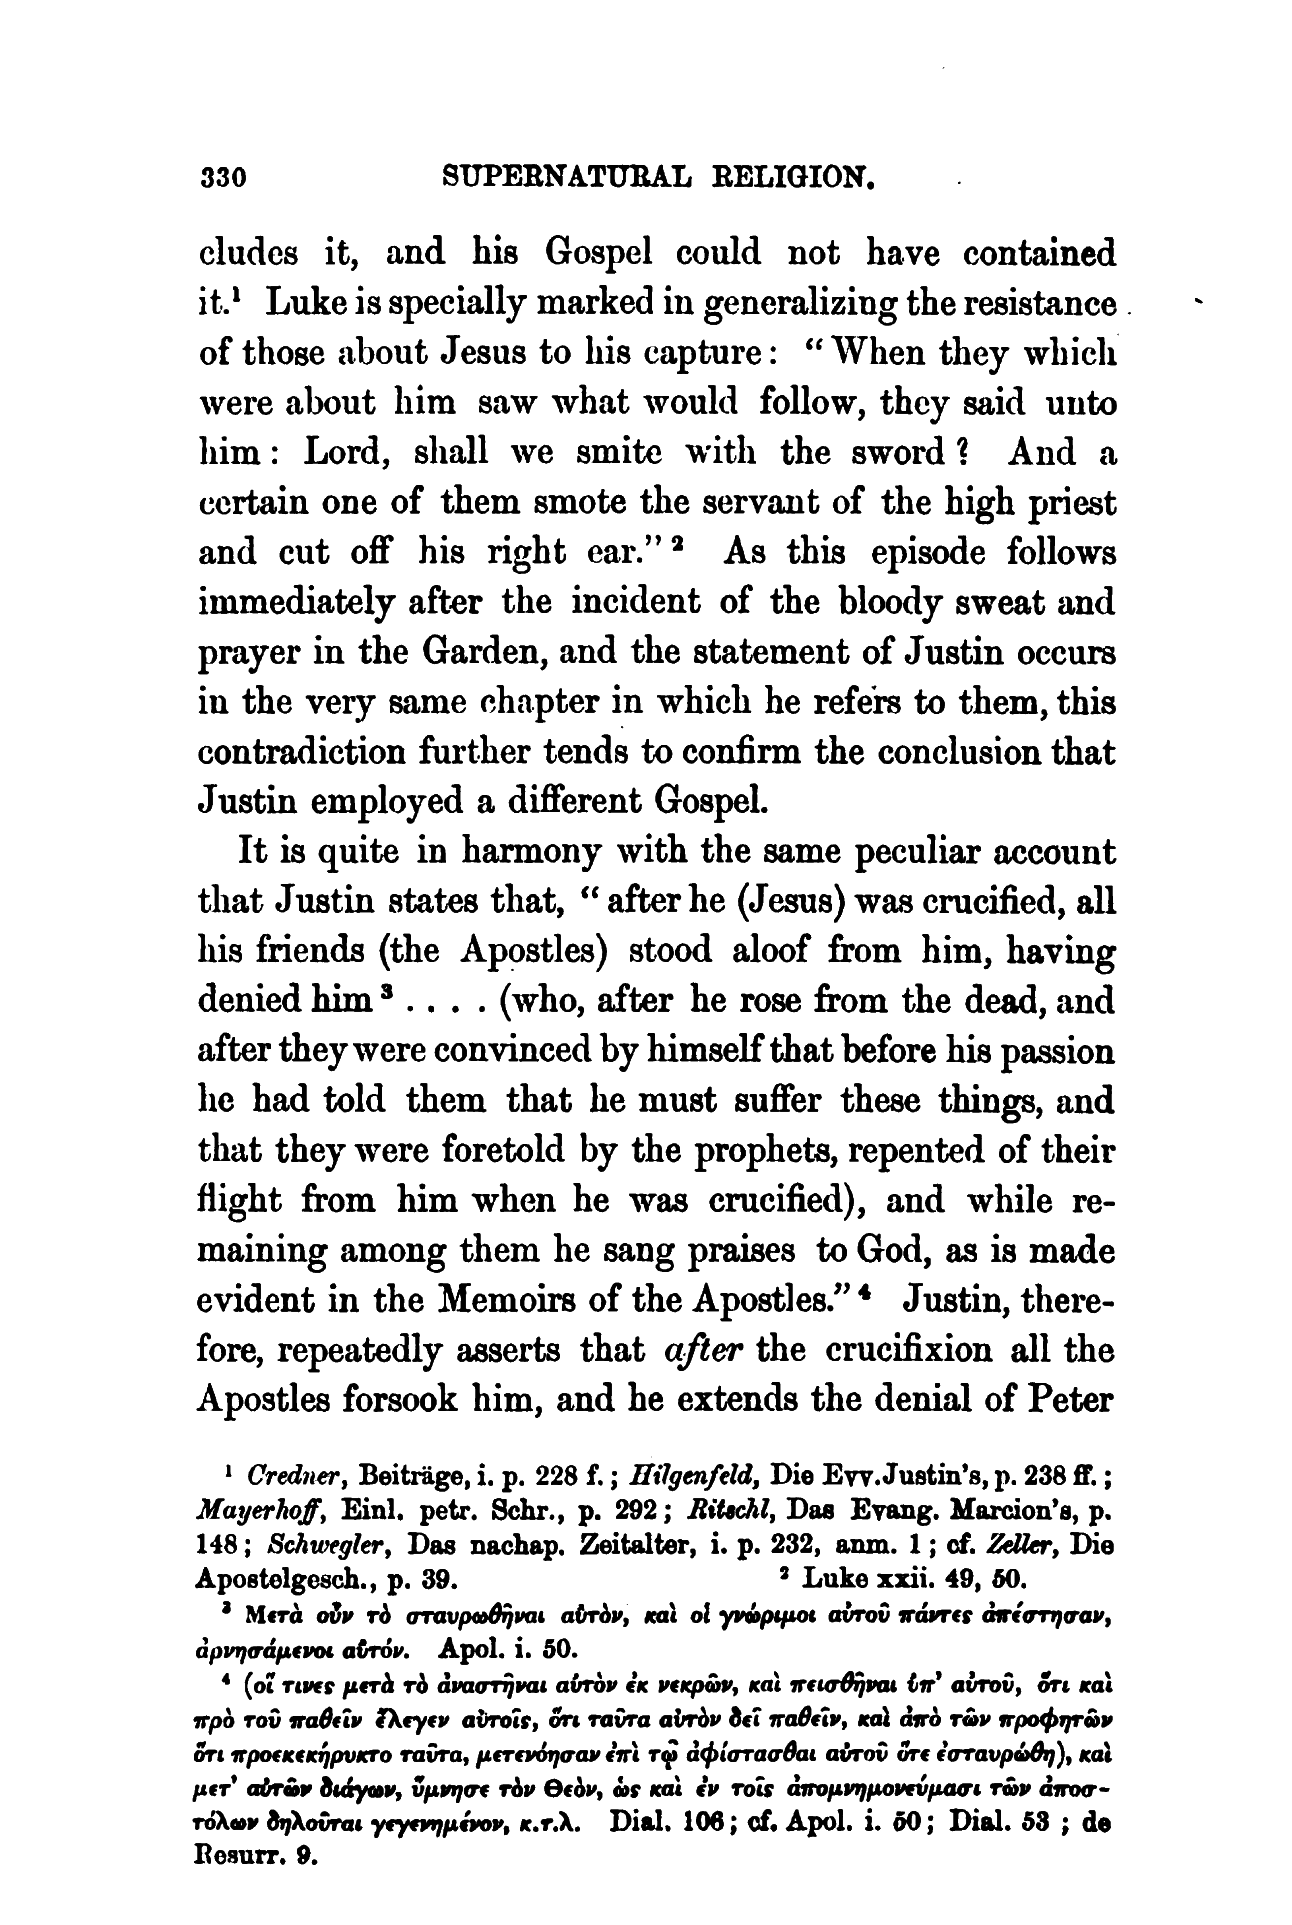 330 SUPERNATURAL RELIGION.
cludes it, and his Gospel could not have contained
it.¹ Luke is specially marked in generalizing the resistance
of those about Jesus to his capture: “When they which
were about him saw what would follow, they said unto
him: Lord, shall we smite with the sword? And a
certain one of them smote the servant of the high priest
and cut off his right ear.”² As this episode follows
immediately after the incident of the bloody sweat and
prayer in the Garden, and the statement of Justin occurs
in the very same chapter in which he refers to them, this
contradiction further tends to confirm the conclusion that
Justin employed a different Gospel.
It is quite in harmony with the same peculiar account
that Justin states that, “after he (Jesus) was crucified, all
his friends (the Apostles) stood aloof from him, having
denied him³ . . . . (who, after he rose from the dead, and
after they were convinced by himself that before his passion
he had told them that he must suffer these things, and
that they were foretold by the prophets, repented of their
flight from him when he was crucified), and while re-
maining among them he sang praises to God, as is made
evident in the Memoirs of the Apostles.”⁴ Justin, there-
fore, repeatedly asserts that after the crucifixion all the
Apostles forsook him, and he extends the denial of Peter
¹ Credner, Beiträge, i. p. 228 f.; Hilgenfeld, Die Evv. Justin's, p. 238 ff.;
Mayerhoff, Einl. petr. Schr., p. 292; Ritschl, Das Evang. Marcion's, p.
148; Schwegler, Das nachap. Zeitalter, i. p. 232, anm. 1; cf. Zeller, Die
Apostelgesch., p. 39. ² Luke xxii. 49, 50.
³ Μετὰ οὖν τὸ σταυρωθῆναι αὐτὸν, καὶ οἱ γνώριμοι αὐτοῦ πάντες ἀπέστησαν,
ἀρνησάμενοι αὐτόν. Apol. i. 50.
⁴ (οἵ τινες μετὰ τὸ ἀναστῆναι αὐτὸν ἐκ νεκρῶν, καὶ πεισθῆναι ὑπ' αὐτοῦ, ὅτι καὶ
πρὸ τοῦ παθεῖν ἔλεγεν αὐτοῖς, ὅτι ταῦτα αὐτὸν δεῖ παθεῖν, καὶ ἀπὸ τῶν προφητῶν
ὅτι προεκεκήρυκτο ταῦτα, μετενόησαν ἐπὶ τῷ ἀφίστασθαι αὐτοῦ ὅτε ἐσταυρώθη), καὶ
μετ' αὐτῶν διάγων, ὕμνησε τὸν Θεὸν, ὡς καὶ ἐν τοῖς ἀπομνημονεύμασι τῶν ἀποσ-
τόλων δηλοῦται γεγενημένον, κ.τ.λ. Dial. 106; cf. Apol. i. 50; Dial. 53; de
Resurr. 9.